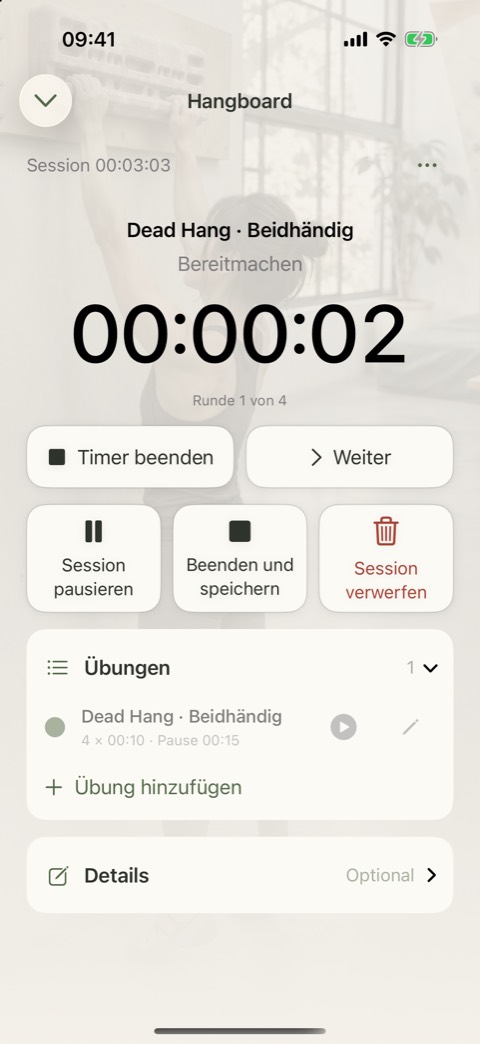 09:41
Hangboard
Session 00:03:03
Dead Hang · Beidhändig
Bereitmachen
00:00:02
Runde 1 von 4
Timer beenden
Weiter
Session
pausieren
Beenden und
speichern
Session
verwerfen
Übungen
1
Dead Hang · Beidhändig
4 × 00:10 · Pause 00:15
Übung hinzufügen
Details
Optional